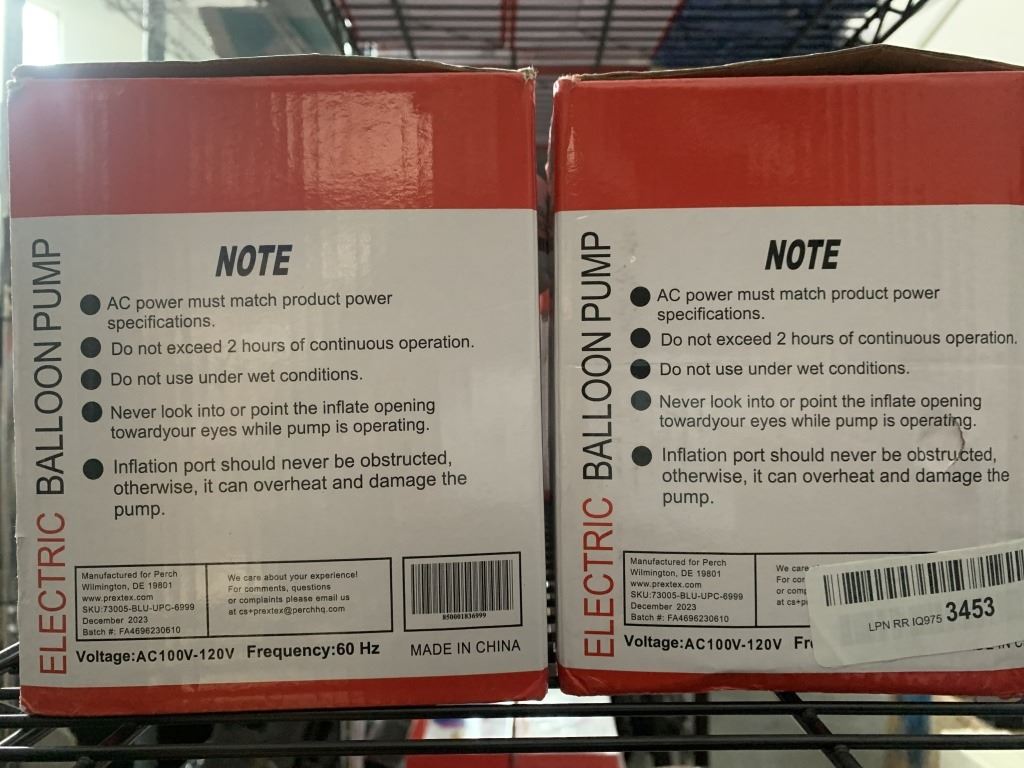 ELECTRIC BALLOON PUMP
NOTE
AC power must match product power
specifications.
Do not exceed 2 hours of continuous operation.
Do not use under wet conditions.
Never look into or point the inflate opening
towardyour eyes while pump is operating.
Inflation port should never be obstructed,
otherwise, it can overheat and damage the
pump.
Manufactured for Perch
Wilmington, DE 19801
www.prextex.com
SKU:73005-BLU-UPC-6999
December 2023
Batch #: FA4696230610
We care about your experience!
For comments, questions
or complaints please email us
at cs+prextex@perchhq.com
850001836999
Voltage:AC100V-120V Frequency:60 Hz
MADE IN CHINA
ELECTRIC BALLOON PUMP
NOTE
AC power must match product power
specifications.
Do not exceed 2 hours of continuous operation.
Do not use under wet conditions.
Never look into or point the inflate opening
towardyour eyes while pump is operating.
Inflation port should never be obstructed,
otherwise, it can overheat and damage the
pump.
Manufactured for Perch
Wilmington, DE 19801
www.prextex.com
SKU:73005-BLU-UPC-6999
December 2023
Batch #: FA4696230610
We care
For
or
at
LPN RR IQ975 3453
Voltage:AC100V-120V